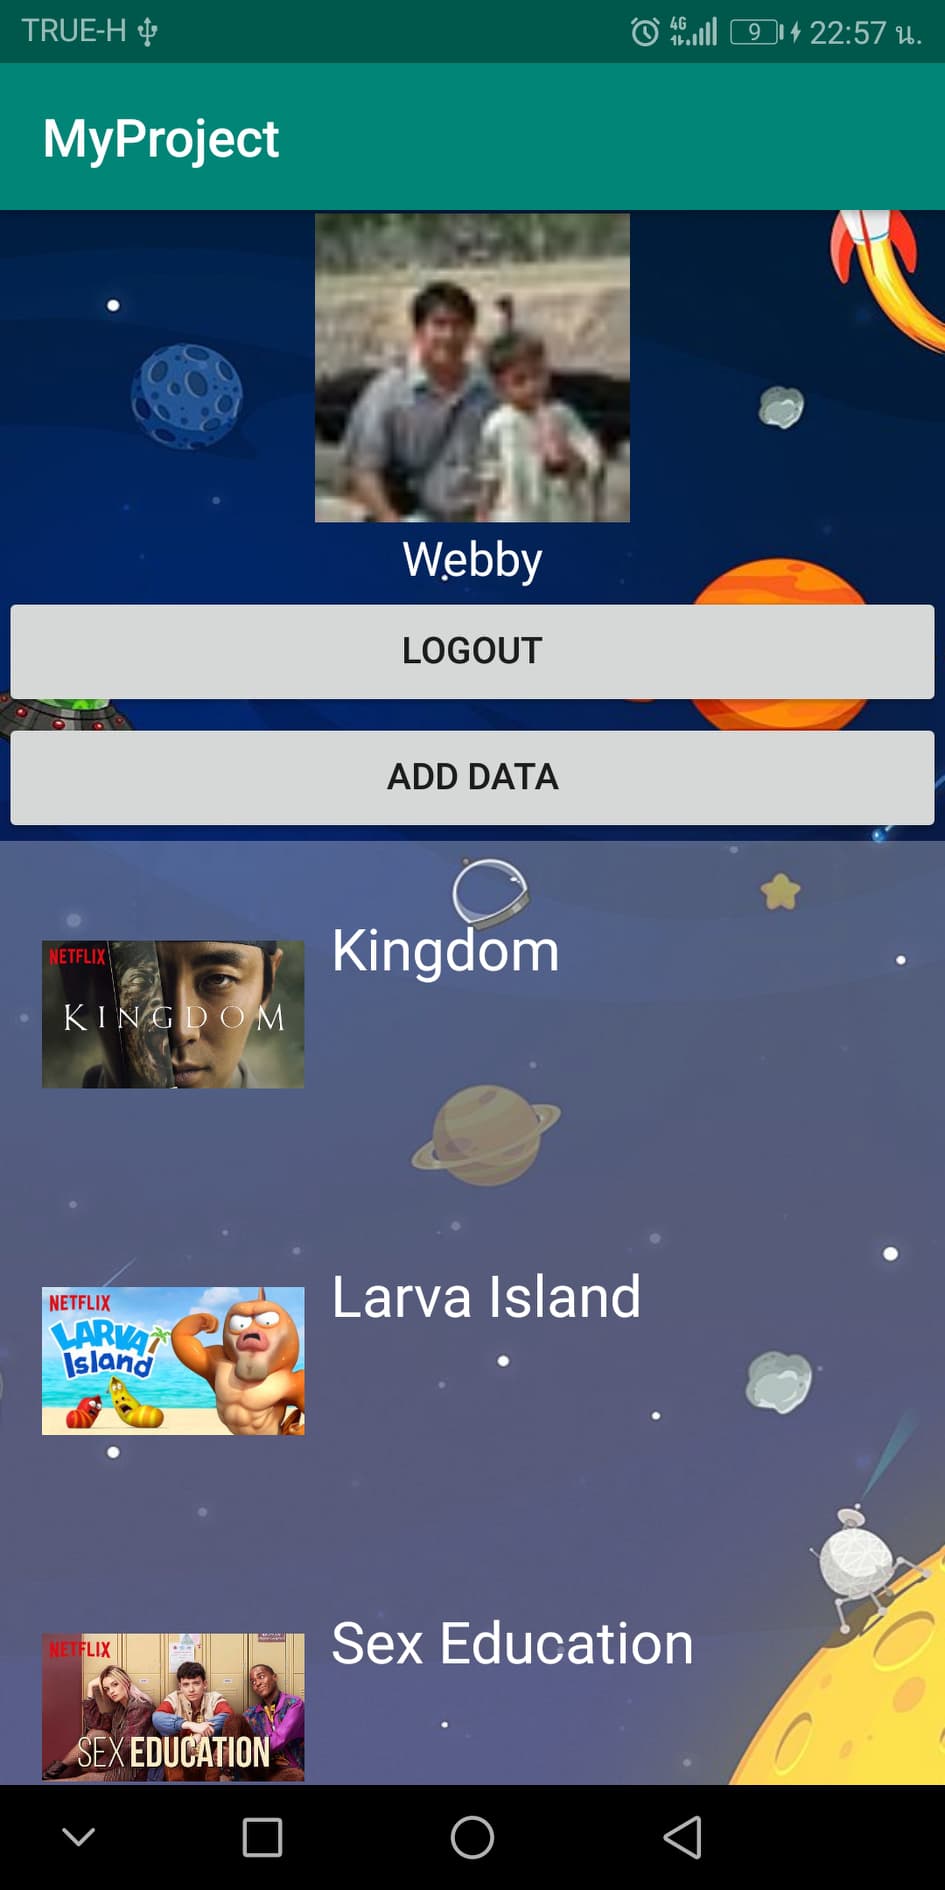 TRUE-H 4G 9 22:57 น.
MyProject
Webby
LOGOUT
ADD DATA
NETFLIX
KINGDOM
Kingdom
NETFLIX
LARVA
Island
Larva Island
NETFLIX
SEX EDUCATION
Sex Education